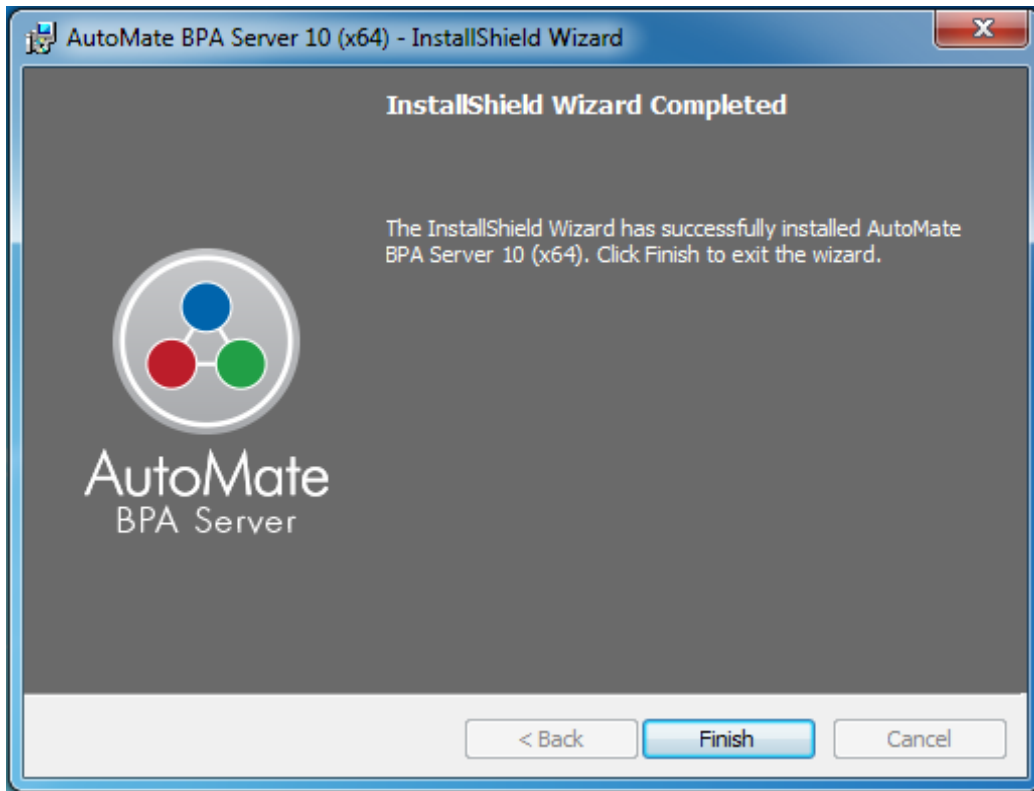 AutoMate BPA Server 10 (x64) - InstallShield Wizard
InstallShield Wizard Completed
The InstallShield Wizard has successfully installed AutoMate
BPA Server 10 (x64). Click Finish to exit the wizard.
AutoMate
BPA Server
< Back
Finish
Cancel